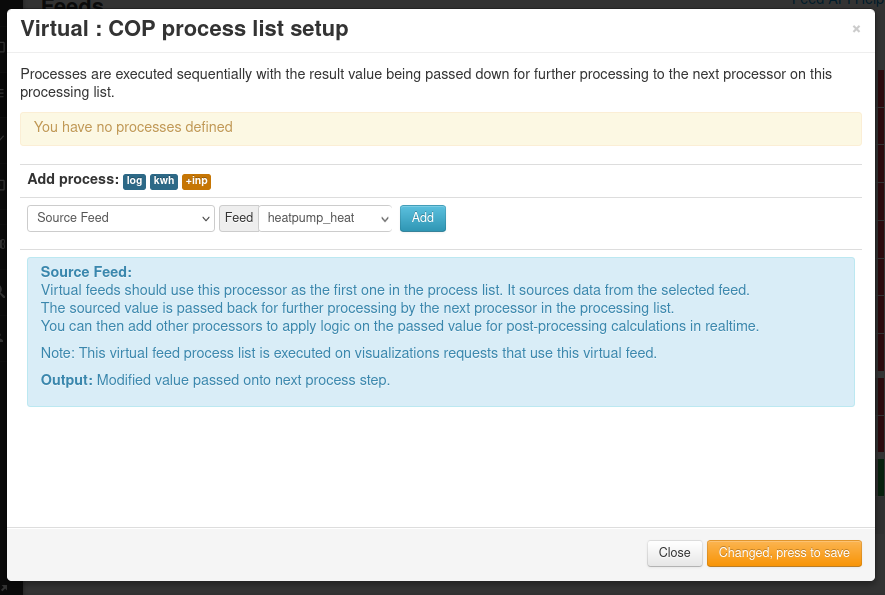 Feeds
Feed API Help
Virtual : COP process list setup
×
Processes are executed sequentially with the result value being passed down for further processing to the next processor on this
processing list.
You have no processes defined
Add process: log kwh +inp
Source Feed Feed heatpump_heat Add
Source Feed:
Virtual feeds should use this processor as the first one in the process list. It sources data from the selected feed.
The sourced value is passed back for further processing by the next processor in the processing list.
You can then add other processors to apply logic on the passed value for post-processing calculations in realtime.
Note: This virtual feed process list is executed on visualizations requests that use this virtual feed.
Output: Modified value passed onto next process step.
Close Changed, press to save